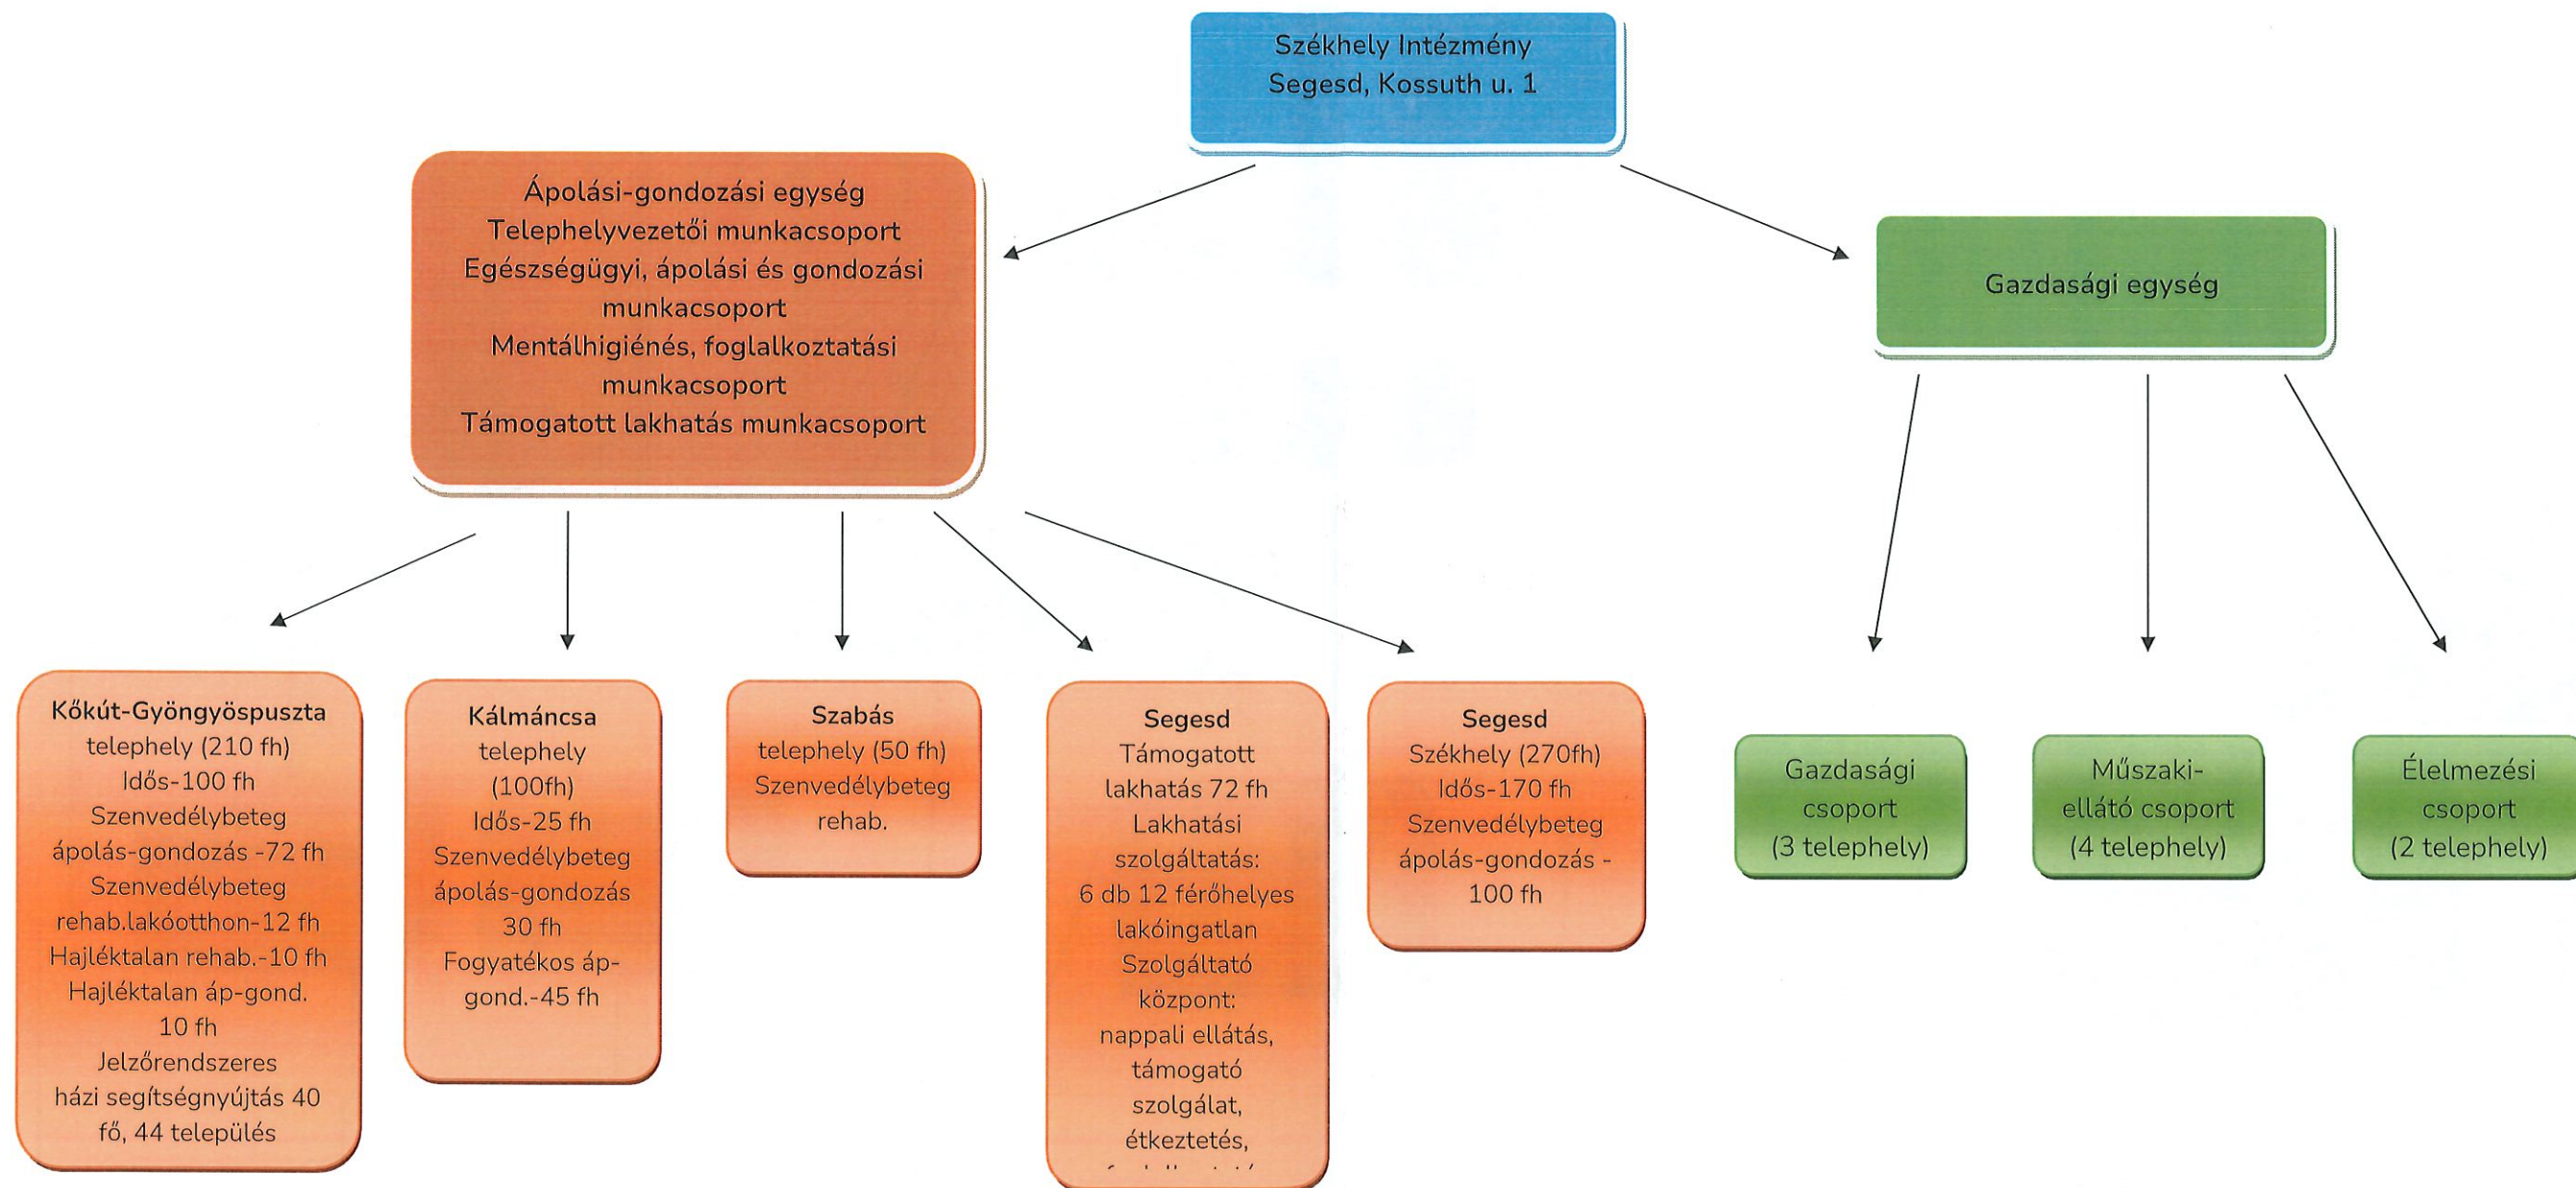 Székhely Intézmény
Segesd, Kossuth u. 1
Ápolási-gondozási egység
Telephelyvezetői munkacsoport
Egészségügyi, ápolási és gondozási
munkacsoport
Mentálhigiénés, foglalkoztatási
munkacsoport
Támogatott lakhatás munkacsoport
Gazdasági egység
Kőkút-Gyöngyöspuszta
telephely (210 fh)
Idős-100 fh
Szenvedélybeteg
ápolás-gondozás -72 fh
Szenvedélybeteg
rehab.lakóotthon-12 fh
Hajléktalan rehab.-10 fh
Hajléktalan áp-gond.
10 fh
Jelzőrendszeres
házi segítségnyújtás 40
fő, 44 település
Kálmáncsa
telephely
(100fh)
Idős-25 fh
Szenvedélybeteg
ápolás-gondozás
30 fh
Fogyatékos áp-
gond.-45 fh
Szabás
telephely (50 fh)
Szenvedélybeteg
rehab.
Segesd
Támogatott
lakhatás 72 fh
Lakhatási
szolgáltatás:
6 db 12 férőhelyes
lakóingatlan
Szolgáltató
központ:
nappali ellátás,
támogató
szolgálat,
étkeztetés,
Segesd
Székhely (270fh)
Idős-170 fh
Szenvedélybeteg
ápolás-gondozás -
100 fh
Gazdasági
csoport
(3 telephely)
Műszaki-
ellátó csoport
(4 telephely)
Élelmezési
csoport
(2 telephely)